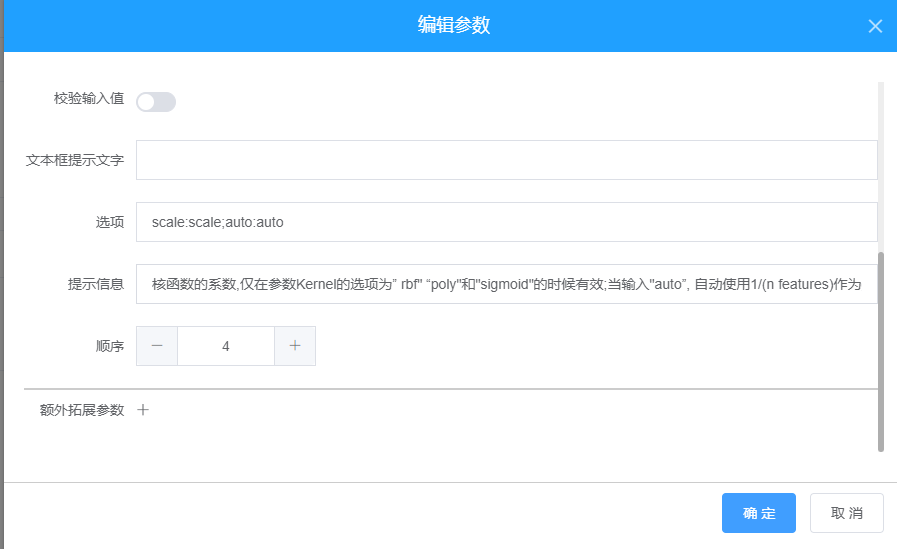 编辑参数
校验输入值
文本框提示文字
选项 scale:scale;auto:auto
提示信息 核函数的系数,仅在参数Kernel的选项为” rbf" “poly"和"sigmoid"的时候有效;当输入"auto”, 自动使用1/(n features)作为
顺序 4
额外拓展参数
确 定 取 消